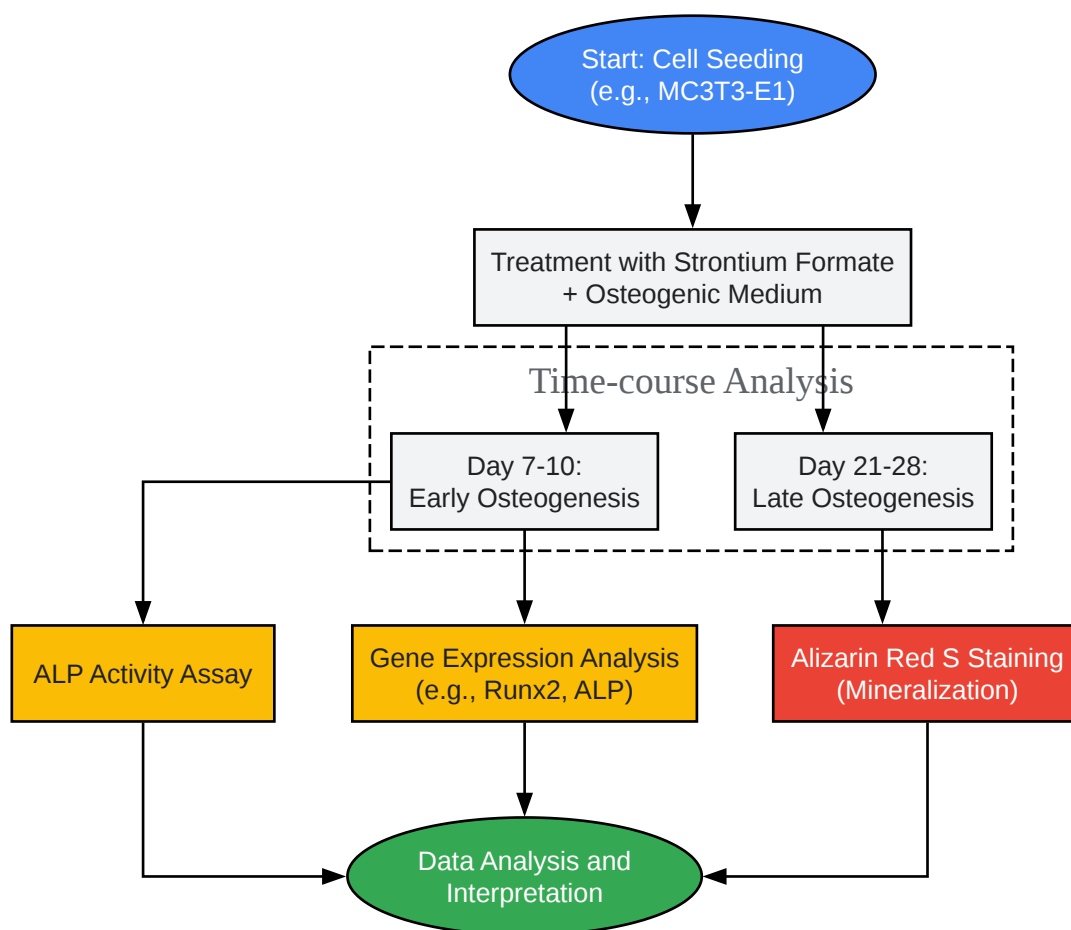 Start: Cell Seeding
(e.g., MC3T3-E1)
Treatment with Strontium Formate
+ Osteogenic Medium
Time-course Analysis
Day 7-10:
Early Osteogenesis
Day 21-28:
Late Osteogenesis
ALP Activity Assay
Gene Expression Analysis
(e.g., Runx2, ALP)
Alizarin Red S Staining
(Mineralization)
Data Analysis and
Interpretation